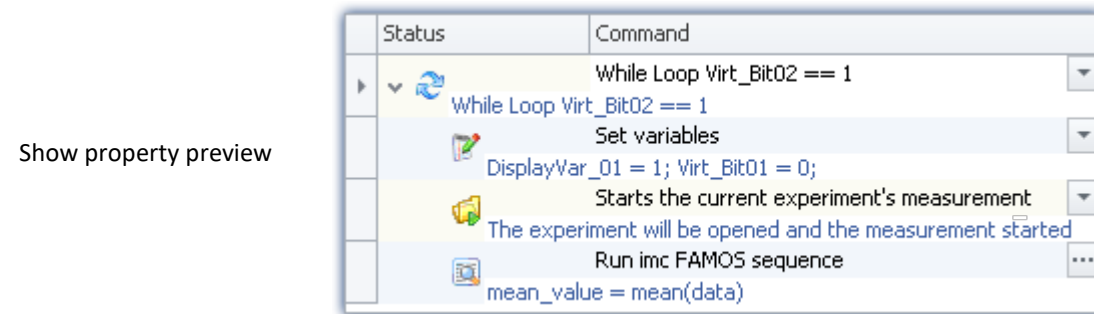 Status Command
While Loop Virt_Bit02 == 1
While Loop Virt_Bit02 == 1
Show property preview
Set variables
DisplayVar_01 = 1; Virt_Bit01 = 0;
Starts the current experiment's measurement
The experiment will be opened and the measurement started
Run imc FAMOS sequence
mean_value = mean(data)